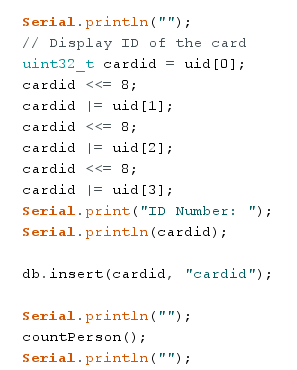 Serial.println("");
// Display ID of the card
uint32_t cardid = uid[0];
cardid <<= 8;
cardid |= uid[1];
cardid <<= 8;
cardid |= uid[2];
cardid <<= 8;
cardid |= uid[3];
Serial.print("ID Number: ");
Serial.println(cardid);

db.insert(cardid, "cardid");

Serial.println("");
countPerson();
Serial.println("");